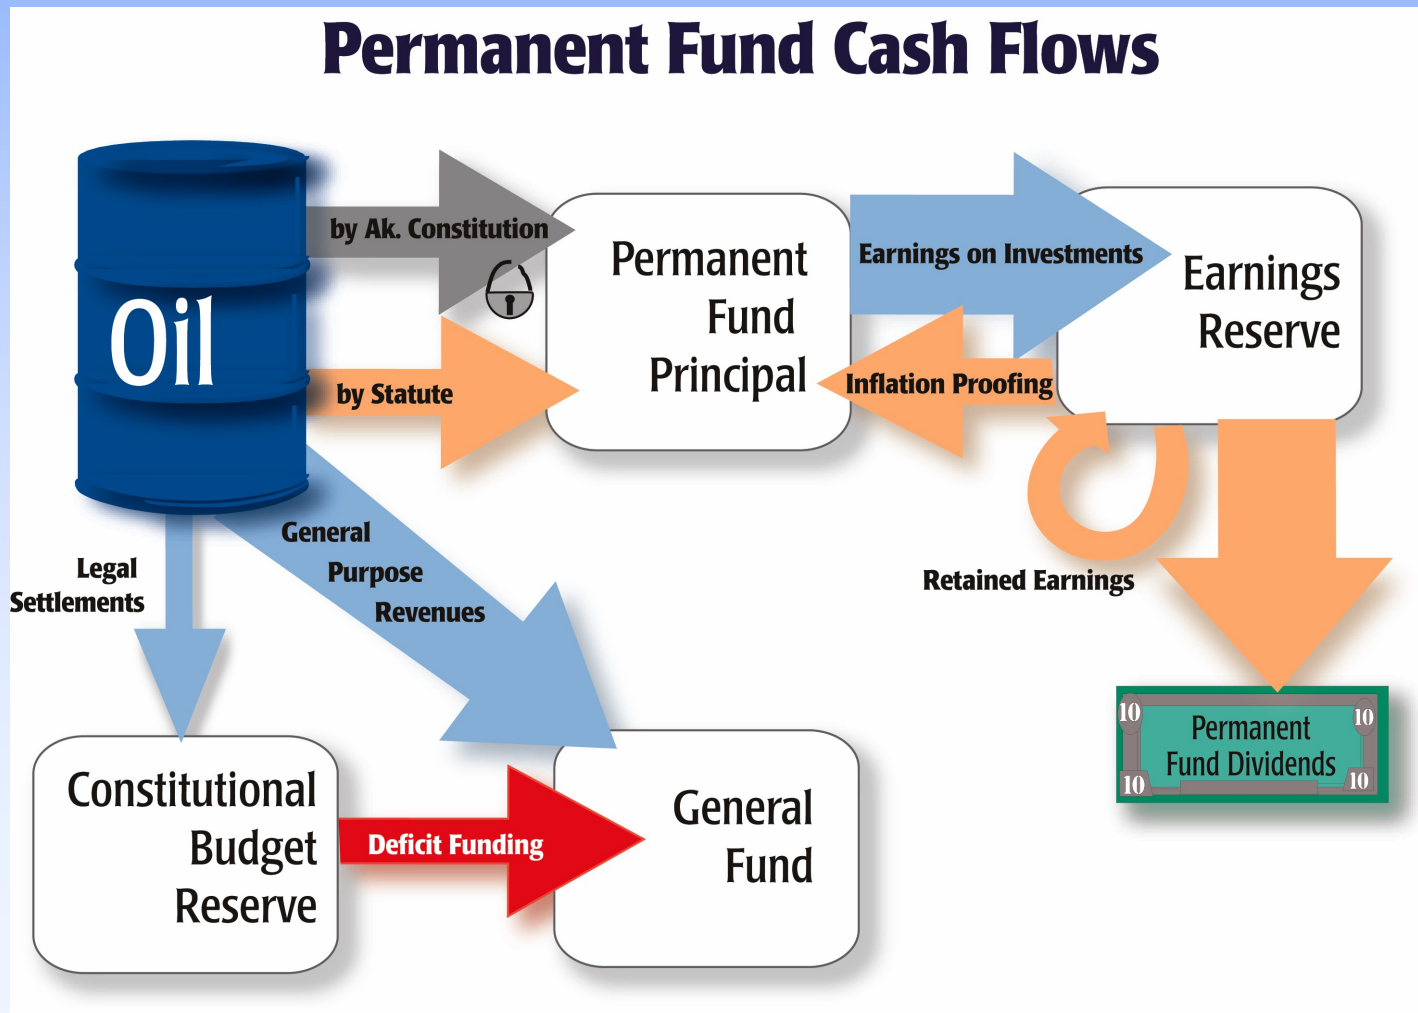 Permanent Fund Cash Flows
Oil
by Ak. Constitution
by Statute
Permanent
Fund
Principal
Earnings on Investments
Inflation Proofing
Earnings
Reserve
Retained Earnings
General
Purpose
Revenues
Legal
Settlements
10
10
Permanent
Fund Dividends
10
10
Constitutional
Budget
Reserve
Deficit Funding
General
Fund